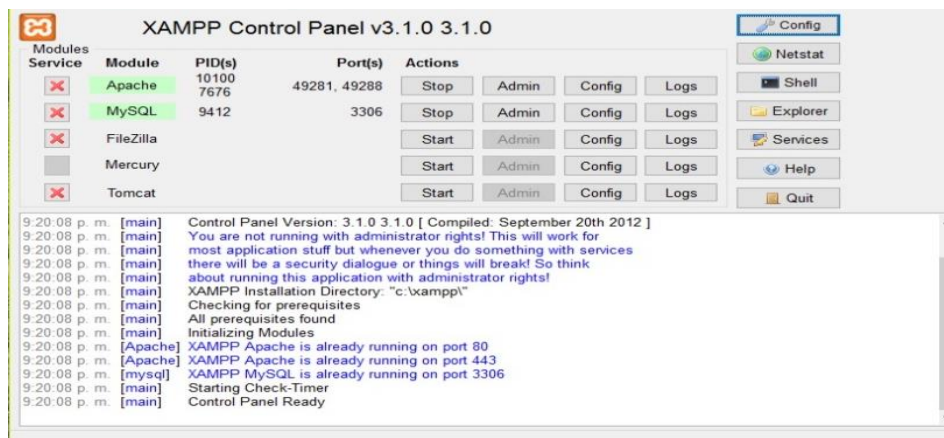 XAMPP Control Panel v3.1.0 3.1.0
Config
Modules
Service Module PID(s) Port(s) Actions
Netstat
Apache 10100 7676 49281, 49288 Stop Admin Config Logs
Shell
MySQL 9412 3306 Stop Admin Config Logs
Explorer
FileZilla Start Admin Config Logs
Services
Mercury Start Admin Config Logs
Help
Tomcat Start Admin Config Logs
Quit
9:20:08 p. m. [main] Control Panel Version: 3.1.0 3.1.0 [ Compiled: September 20th 2012 ]
9:20:08 p. m. [main] You are not running with administrator rights! This will work for
9:20:08 p. m. [main] most application stuff but whenever you do something with services
9:20:08 p. m. [main] there will be a security dialogue or things will break! So think
9:20:08 p. m. [main] about running this application with administrator rights!
9:20:08 p. m. [main] XAMPP Installation Directory: "c:\xampp\"
9:20:08 p. m. [main] Checking for prerequisites
9:20:08 p. m. [main] All prerequisites found
9:20:08 p. m. [main] Initializing Modules
9:20:08 p. m. [Apache] XAMPP Apache is already running on port 80
9:20:08 p. m. [Apache] XAMPP Apache is already running on port 443
9:20:08 p. m. [mysql] XAMPP MySQL is already running on port 3306
9:20:08 p. m. [main] Starting Check-Timer
9:20:08 p. m. [main] Control Panel Ready